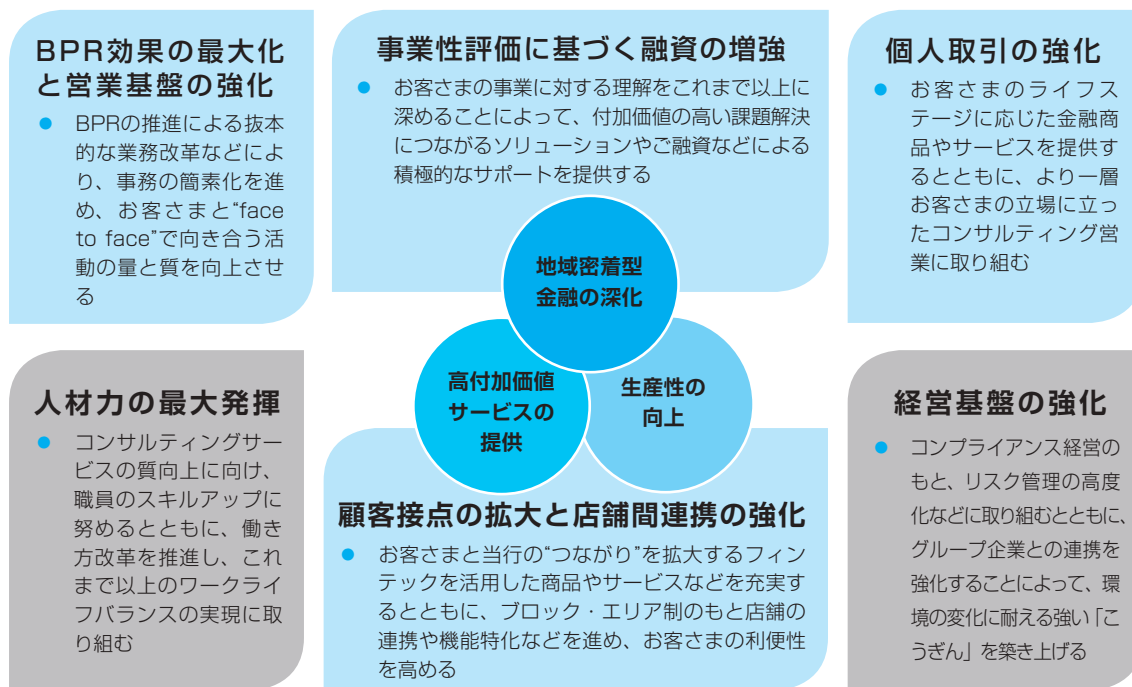 BPR効果の最大化
と営業基盤の強化
● BPRの推進による抜本
的な業務改革などによ
り、事務の簡素化を進
め、お客さまと“face
to face”で向き合う活
動の量と質を向上させ
る
事業性評価に基づく融資の増強
● お客さまの事業に対する理解をこれまで以上に
深めることによって、付加価値の高い課題解決
につながるソリューションやご融資などによる
積極的なサポートを提供する
個人取引の強化
● お客さまのライフス
テージに応じた金融商
品やサービスを提供す
るとともに、より一層
お客さまの立場に立っ
たコンサルティング営
業に取り組む
地域密着型
金融の深化
高付加価値
サービスの
提供
生産性の
向上
人材力の最大発揮
● コンサルティングサー
ビスの質向上に向け、
職員のスキルアップに
努めるとともに、働き
方改革を推進し、これ
まで以上のワークライ
フバランスの実現に取
り組む
顧客接点の拡大と店舗間連携の強化
● お客さまと当行の“つながり”を拡大するフィン
テックを活用した商品やサービスなどを充実す
るとともに、ブロック・エリア制のもと店舗の
連携や機能特化などを進め、お客さまの利便性
を高める
経営基盤の強化
● コンプライアンス経営の
もと、リスク管理の高度
化などに取り組むとともに、
グループ企業との連携を
強化することによって、環
境の変化に耐える強い「こ
うぎん」を築き上げる